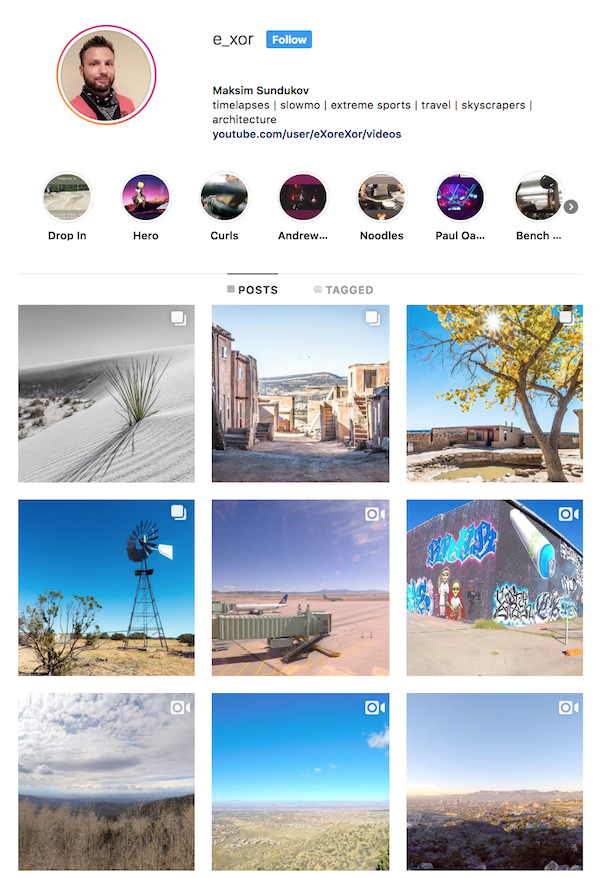 e_xor Follow
Maksim Sundukov
timelapses | slowmo | extreme sports | travel | skyscrapers |
architecture
youtube.com/user/eXoreXor/videos
Drop In Hero Curls Andrew... Noodles Paul Oa... Bench ...
POSTS TAGGED